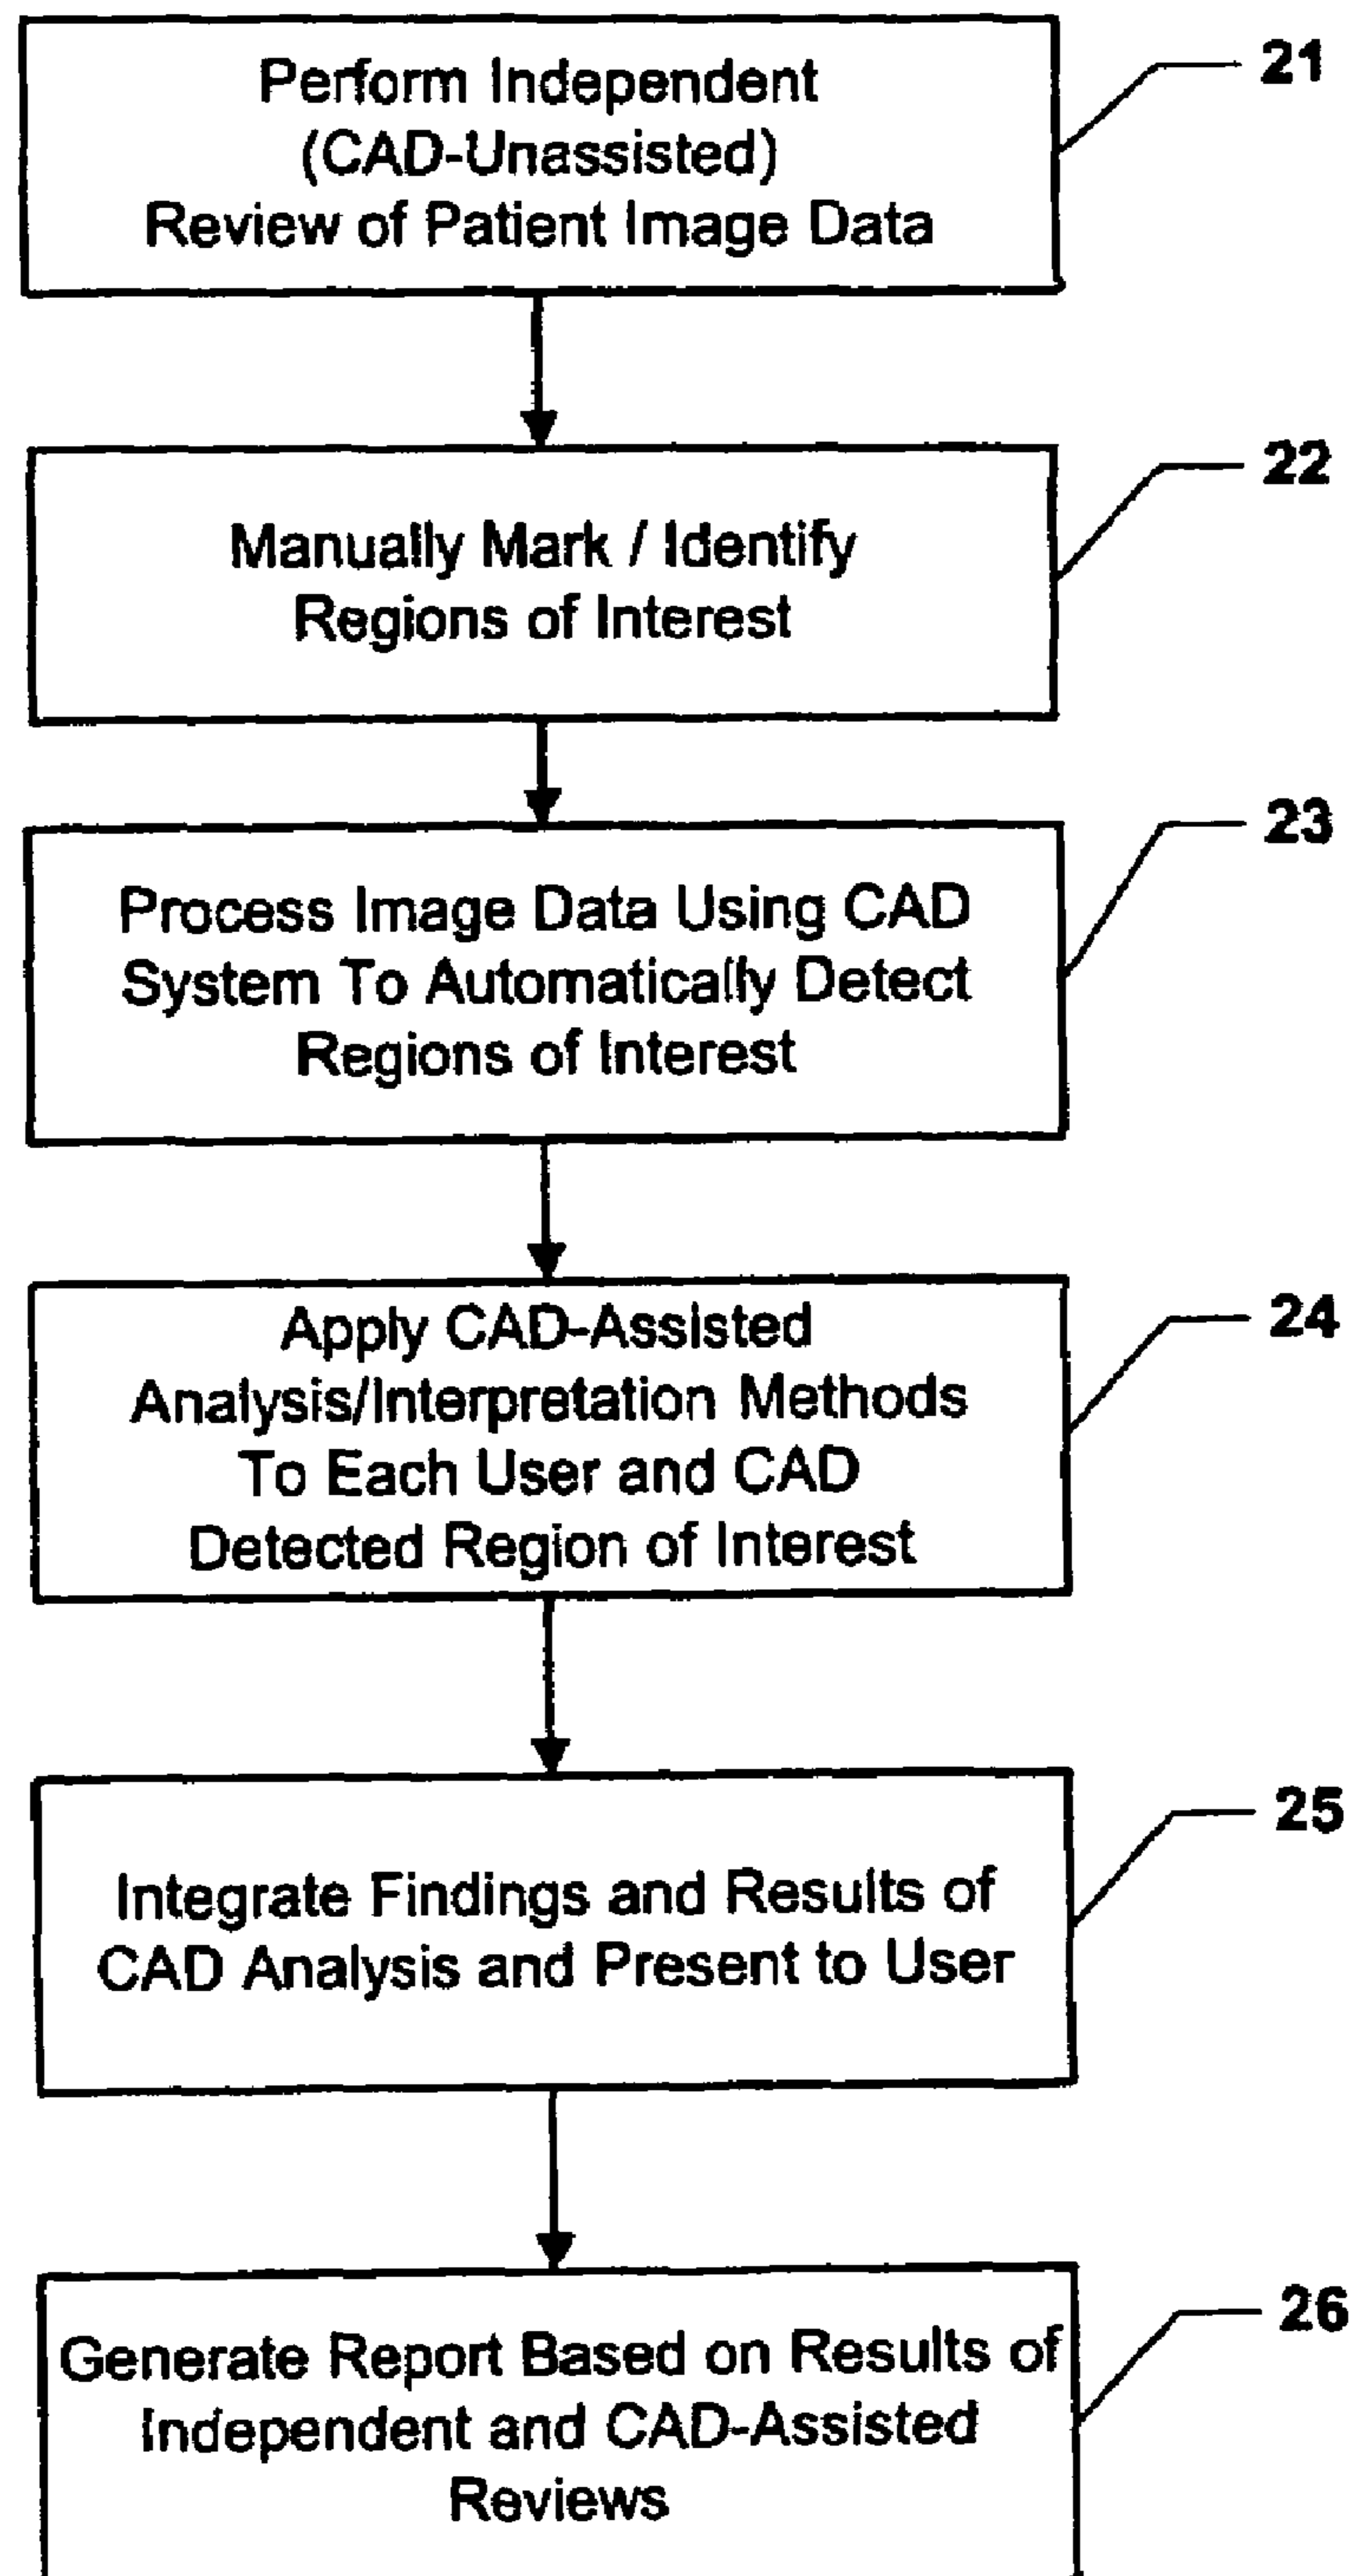 Perform Independent
(CAD-Unassisted)
Review of Patient Image Data
21
Manually Mark / Identify
Regions of Interest
22
Process Image Data Using CAD
System To Automatically Detect
Regions of Interest
23
Apply CAD-Assisted
Analysis/Interpretation Methods
To Each User and CAD
Detected Region of Interest
24
Integrate Findings and Results of
CAD Analysis and Present to User
25
Generate Report Based on Results of
Independent and CAD-Assisted
Reviews
26